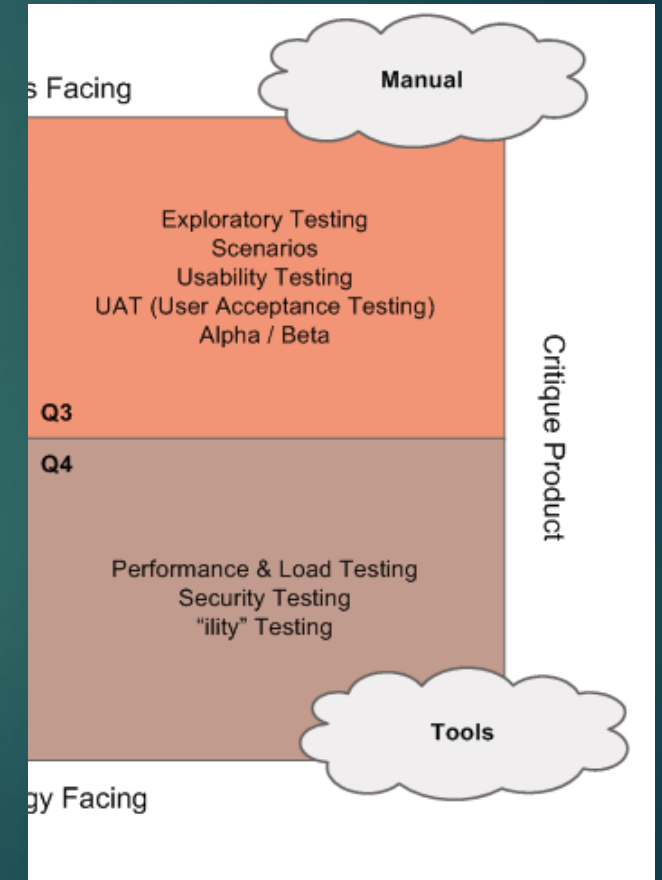 Manual
s Facing
Exploratory Testing
Scenarios
Usability Testing
UAT (User Acceptance Testing)
Alpha / Beta
Critique Product
Q3
Q4
Performance & Load Testing
Security Testing
“ility” Testing
Tools
gy Facing